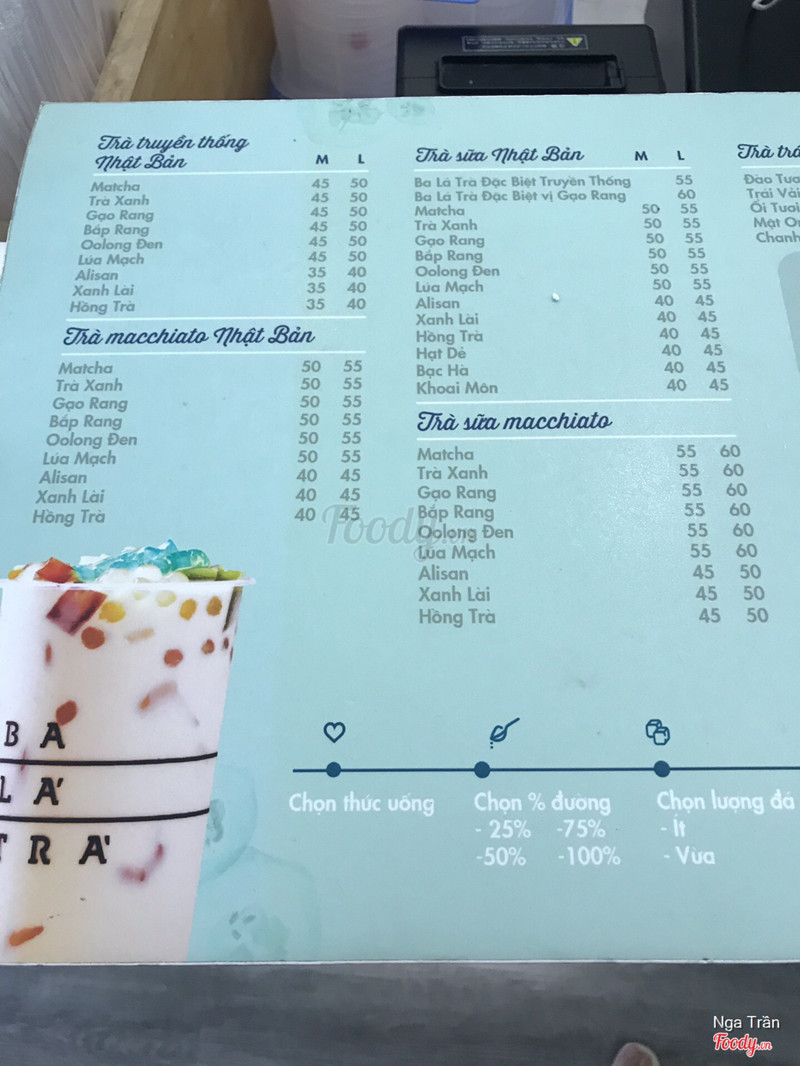 Trà truyền thống
Nhật Bản M L
Matcha 45 50
Trà Xanh 45 50
Gạo Rang 45 50
Bắp Rang 45 50
Oolong Đen 45 50
Lúa Mạch 45 50
Alisan 35 40
Xanh Lài 35 40
Hồng Trà 35 40
Trà macchiato Nhật Bản
Matcha 50 55
Trà Xanh 50 55
Gạo Rang 50 55
Bắp Rang 50 55
Oolong Đen 50 55
Lúa Mạch 50 55
Alisan 40 45
Xanh Lài 40 45
Hồng Trà 40 45
Trà sữa Nhật Bản M L
Ba Lá Trà Đặc Biệt Truyền Thống 55
Ba Lá Trà Đặc Biệt vị Gạo Rang 60
Matcha 50 55
Trà Xanh 50 55
Gạo Rang 50 55
Bắp Rang 50 55
Oolong Đen 50 55
Lúa Mạch 50 55
Alisan 40 45
Xanh Lài 40 45
Hồng Trà 40 45
Hạt Dẻ 40 45
Bạc Hà 40 45
Khoai Môn 40 45
Trà sữa macchiato
Matcha 55 60
Trà Xanh 55 60
Gạo Rang 55 60
Bắp Rang 55 60
Oolong Đen 55 60
Lúa Mạch 55 60
Alisan 45 50
Xanh Lài 45 50
Hồng Trà 45 50
Trà
Đào
Trái Vải
Ổi
Mật
Chanh
Foody.vn
BA
LÁ
TRÀ
Chọn thức uống
Chọn % đường
- 25% -75%
-50% -100%
Chọn lượng đá
- Ít
- Vừa
Nga Trần
Foody.vn